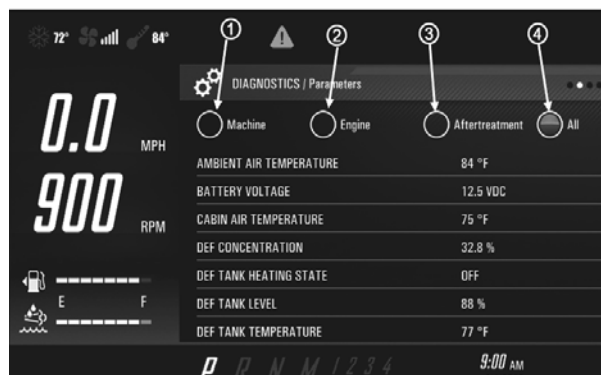 72° 84°
① ② ③ ④
DIAGNOSTICS / Parameters
Machine Engine Aftertreatment All
0.0 MPH
900 RPM
AMBIENT AIR TEMPERATURE 84 °F
BATTERY VOLTAGE 12.5 VDC
CABIN AIR TEMPERATURE 75 °F
DEF CONCENTRATION 32.8 %
DEF TANK HEATING STATE OFF
DEF TANK LEVEL 88 %
DEF TANK TEMPERATURE 77 °F
E F
P R N M 1 2 3 4
9:00 AM